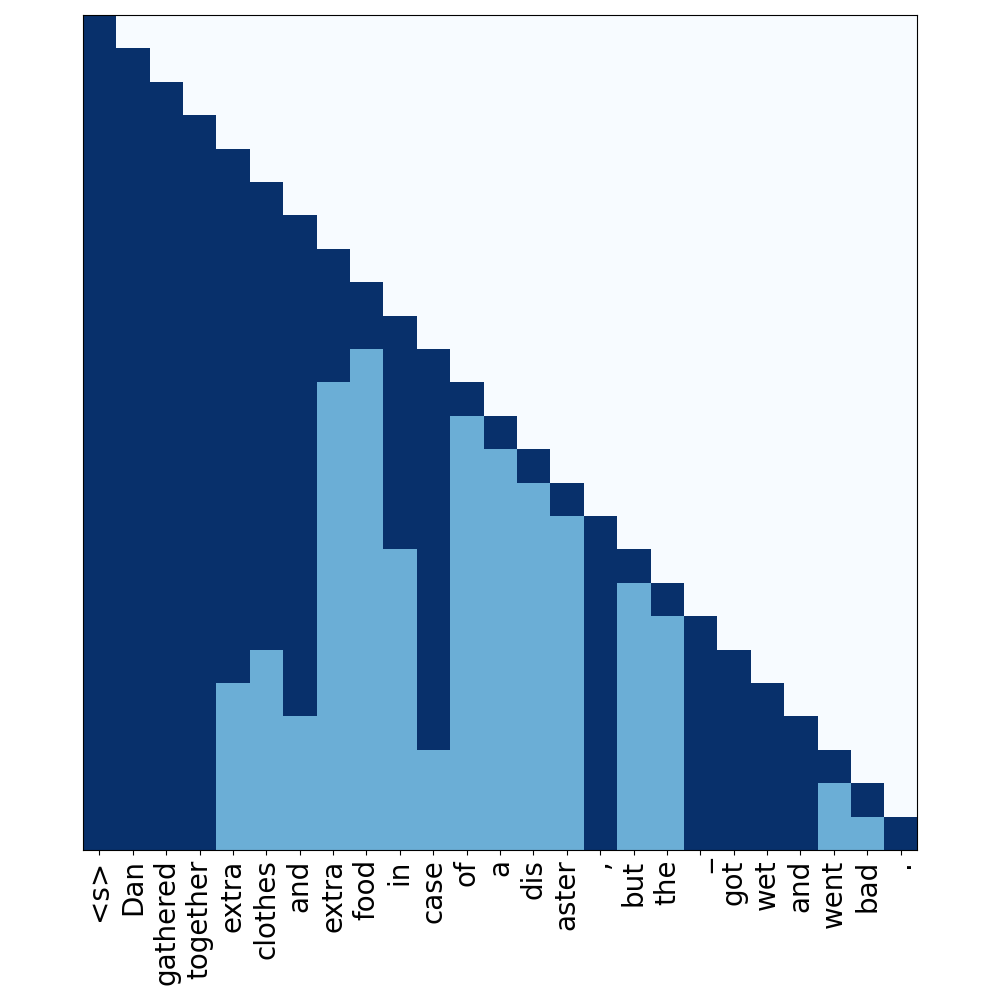 <s> Dan gathered together extra clothes and extra food in case of a dis aster , but the _ got wet and went bad .